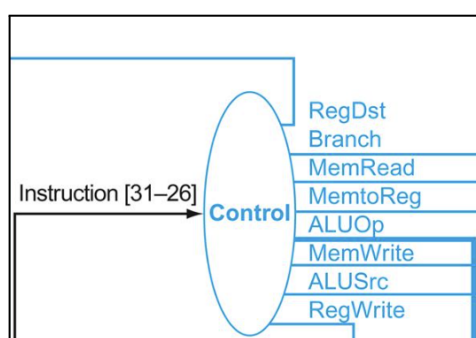 RegDst
Branch
MemRead
Instruction [31–26]
MemtoReg
Control
ALUOp
MemWrite
ALUSrc
RegWrite